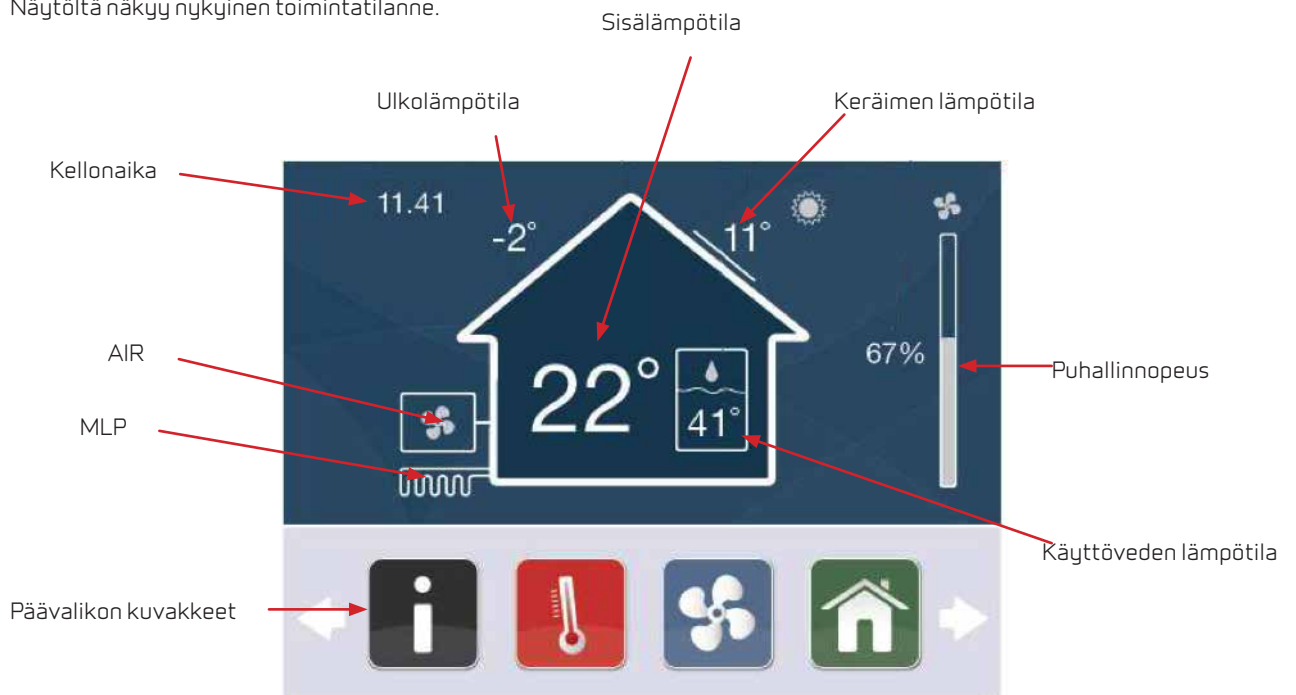 Näytöltä näkyy nykyinen toimintatilanne.
Sisälämpötila
Ulkolämpötila
Keräimen lämpötila
Kellonaika
11.41
-2°
11°
AIR
67%
Puhallinnopeus
22°
41°
MLP
Käyttöveden lämpötila
Päävalikon kuvakkeet
i